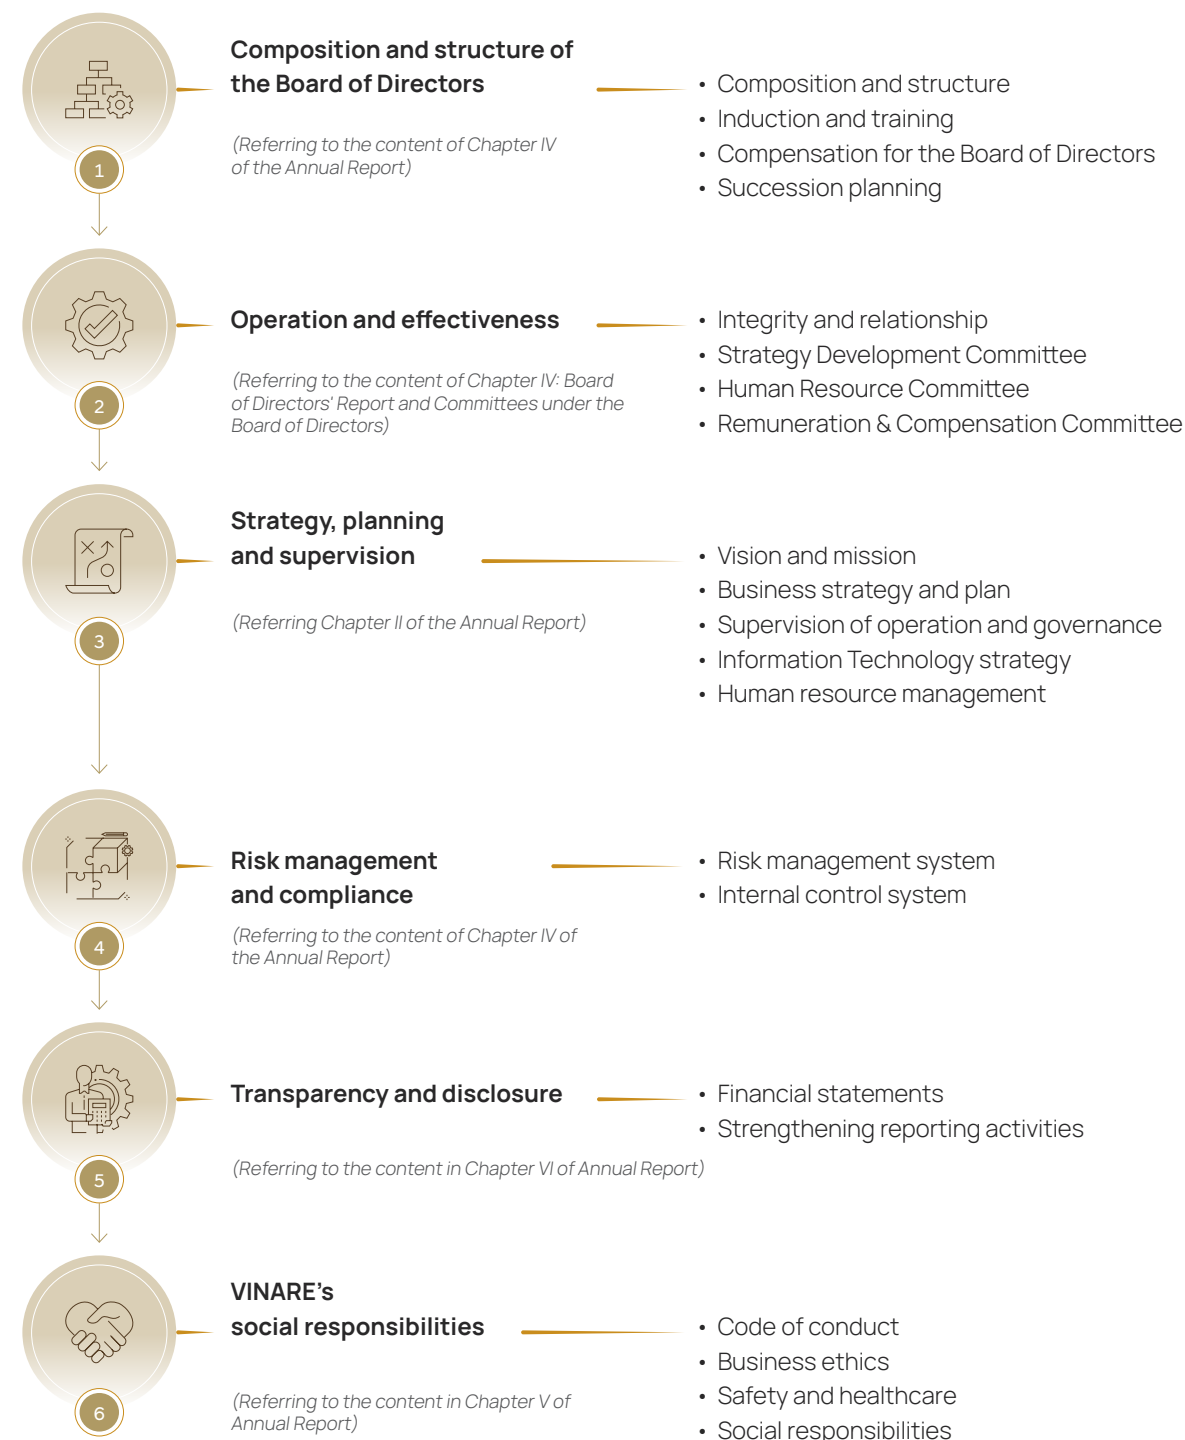 Composition and structure of
the Board of Directors
(Referring to the content of Chapter IV
of the Annual Report)
• Composition and structure
• Induction and training
• Compensation for the Board of Directors
• Succession planning
1
Operation and effectiveness
(Referring to the content of Chapter IV: Board
of Directors' Report and Committees under the
Board of Directors)
• Integrity and relationship
• Strategy Development Committee
• Human Resource Committee
• Remuneration & Compensation Committee
2
Strategy, planning
and supervision
(Referring Chapter II of the Annual Report)
• Vision and mission
• Business strategy and plan
• Supervision of operation and governance
• Information Technology strategy
• Human resource management
3
Risk management
and compliance
(Referring to the content of Chapter IV of
the Annual Report)
• Risk management system
• Internal control system
4
Transparency and disclosure
(Referring to the content in Chapter VI of Annual Report)
• Financial statements
• Strengthening reporting activities
5
VINARE’s
social responsibilities
(Referring to the content in Chapter V of
Annual Report)
• Code of conduct
• Business ethics
• Safety and healthcare
• Social responsibilities
6